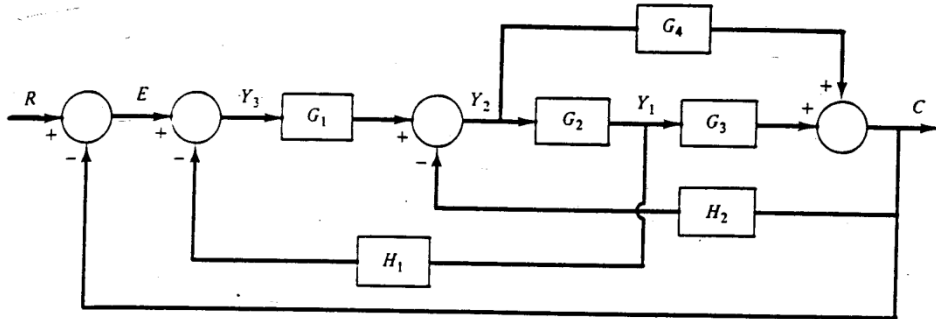 G4
R
E
Y3
G1
Y2
G2
Y1
G3
C
+
-
+
-
+
-
+
+
H2
H1